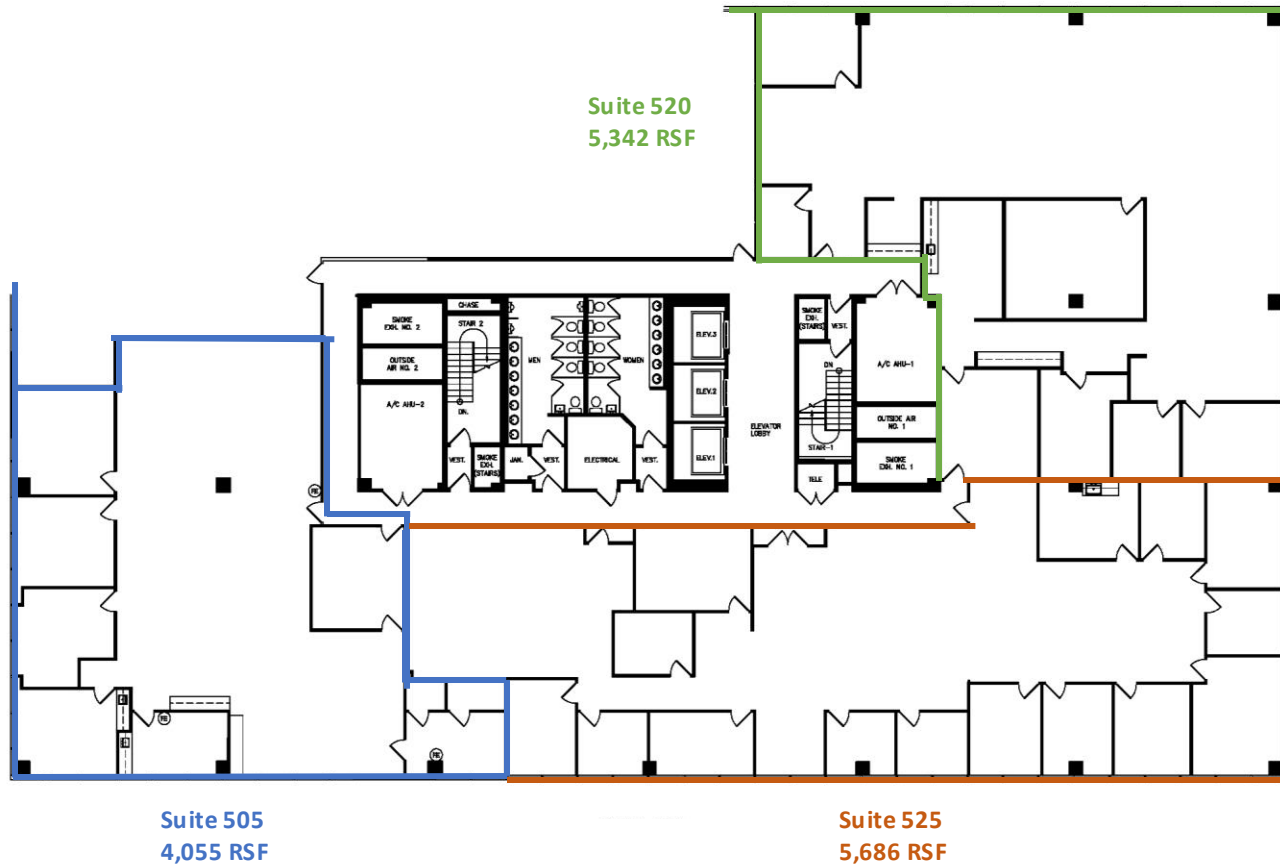 Suite 520
5,342 RSF
SMOKE
EXH. NO. 2
CHASE
STAIR 2
OUTSIDE
AIR NO. 2
A/C AHU-2
DN.
VEST.
SMOKE
EXH.
(STAIRS)
JAN.
VEST.
MEN
WOMEN
ELECTRICAL
VEST.
ELEV.3
ELEV.2
ELEV.1
ELEVATOR
LOBBY
SMOKE
EXH.
(STAIRS)
VEST.
DN
STAIR-1
TELE
A/C AHU-1
OUTSIDE AIR
NO. 1
SMOKE
EXH. NO. 1
FE
FE
FE
Suite 505
4,055 RSF
Suite 525
5,686 RSF